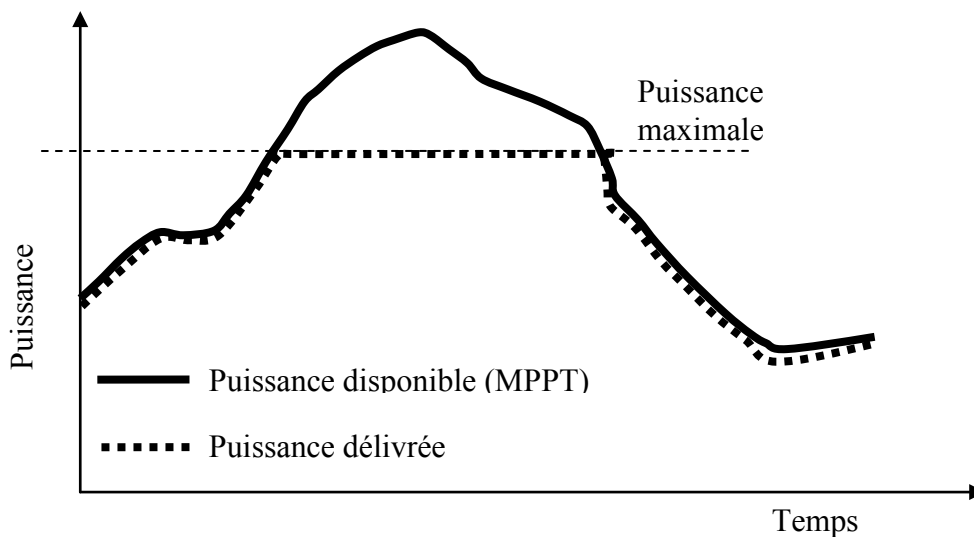 Puissance
maximale
Puissance
Puissance disponible (MPPT)
Puissance délivrée
Temps